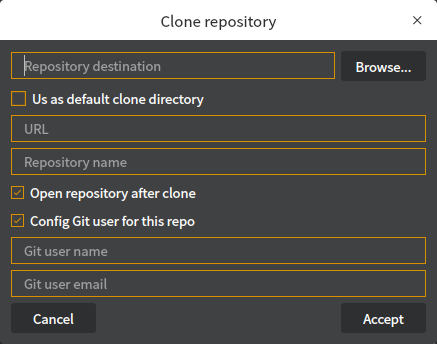 Clone repository
Repository destination
Browse...
Us as default clone directory
URL
Repository name
Open repository after clone
Config Git user for this repo
Git user name
Git user email
Cancel
Accept